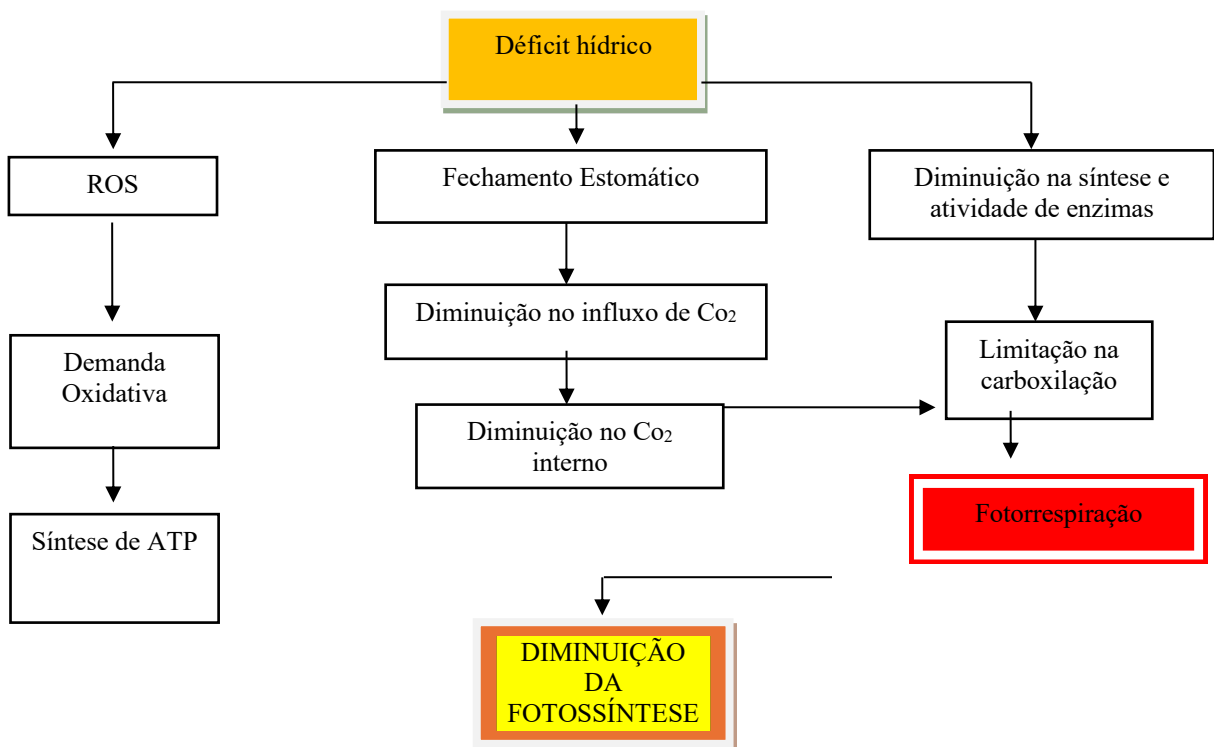 Déficit hídrico
ROS
Fechamento Estomático
Diminuição na síntese e
atividade de enzimas
Diminuição no influxo de Co₂
Demanda
Oxidativa
Limitação na
carboxilação
Diminuição no Co₂
interno
Síntese de ATP
Fotorrespiração
DIMINUIÇÃO
DA
FOTOSSÍNTESE